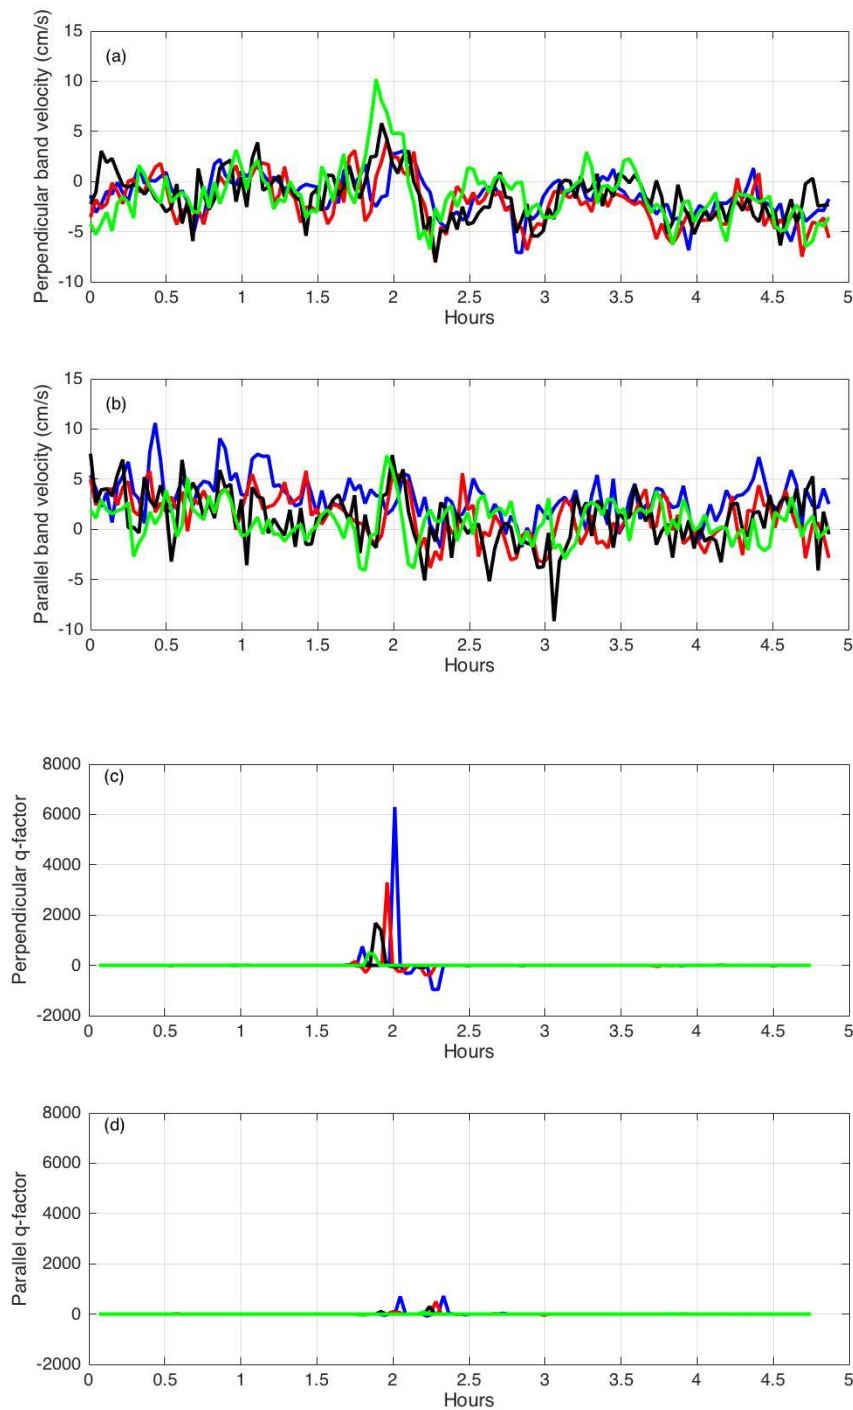 (a)
Perpendicular band velocity (cm/s)
15
10
5
0
-5
-10
0 0.5 1 1.5 2 2.5 3 3.5 4 4.5 5
Hours
(b)
Parallel band velocity (cm/s)
15
10
5
0
-5
-10
0 0.5 1 1.5 2 2.5 3 3.5 4 4.5 5
Hours
(c)
Perpendicular q-factor
8000
6000
4000
2000
0
-2000
0 0.5 1 1.5 2 2.5 3 3.5 4 4.5 5
Hours
(d)
Parallel q-factor
8000
6000
4000
2000
0
-2000
0 0.5 1 1.5 2 2.5 3 3.5 4 4.5 5
Hours